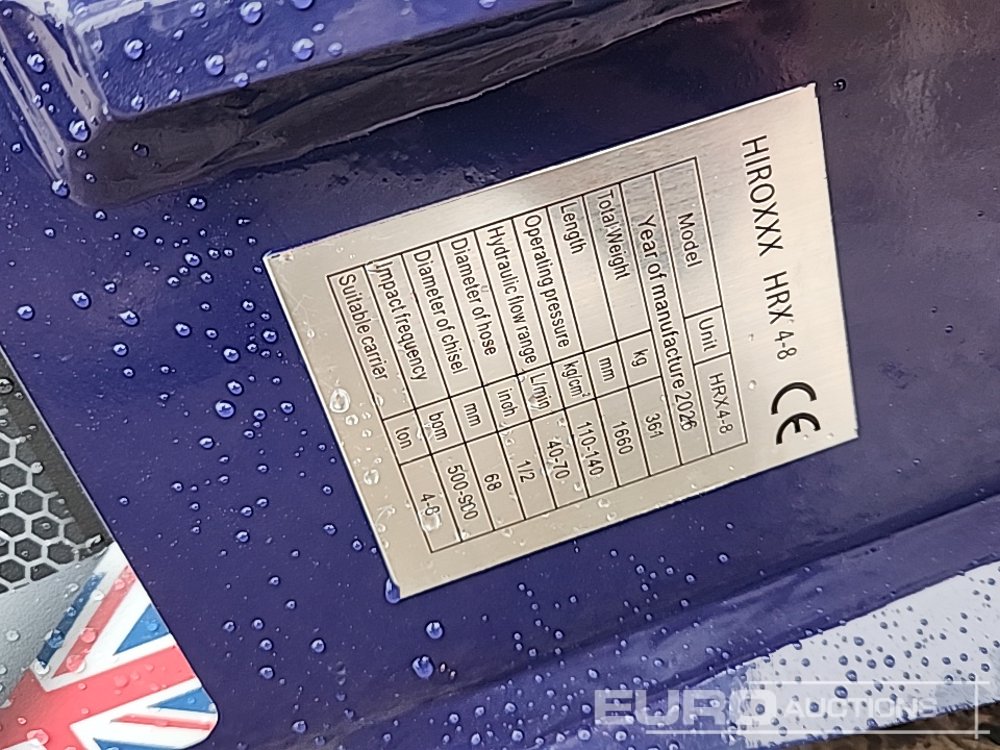 HIROXXX HRX 4-8 CE
Model Unit HRX4-8
Year of manufacture 2026
Total Weight kg 361
Length mm 1660
Operating pressure kg/cm² 110-140
Hydraulic flow range L/min 40-70
Diameter of hose inch 1/2
Diameter of chisel mm 68
Impact frequency bpm 500-900
Suitable carrier ton 4-8
EURO AUCTIONS